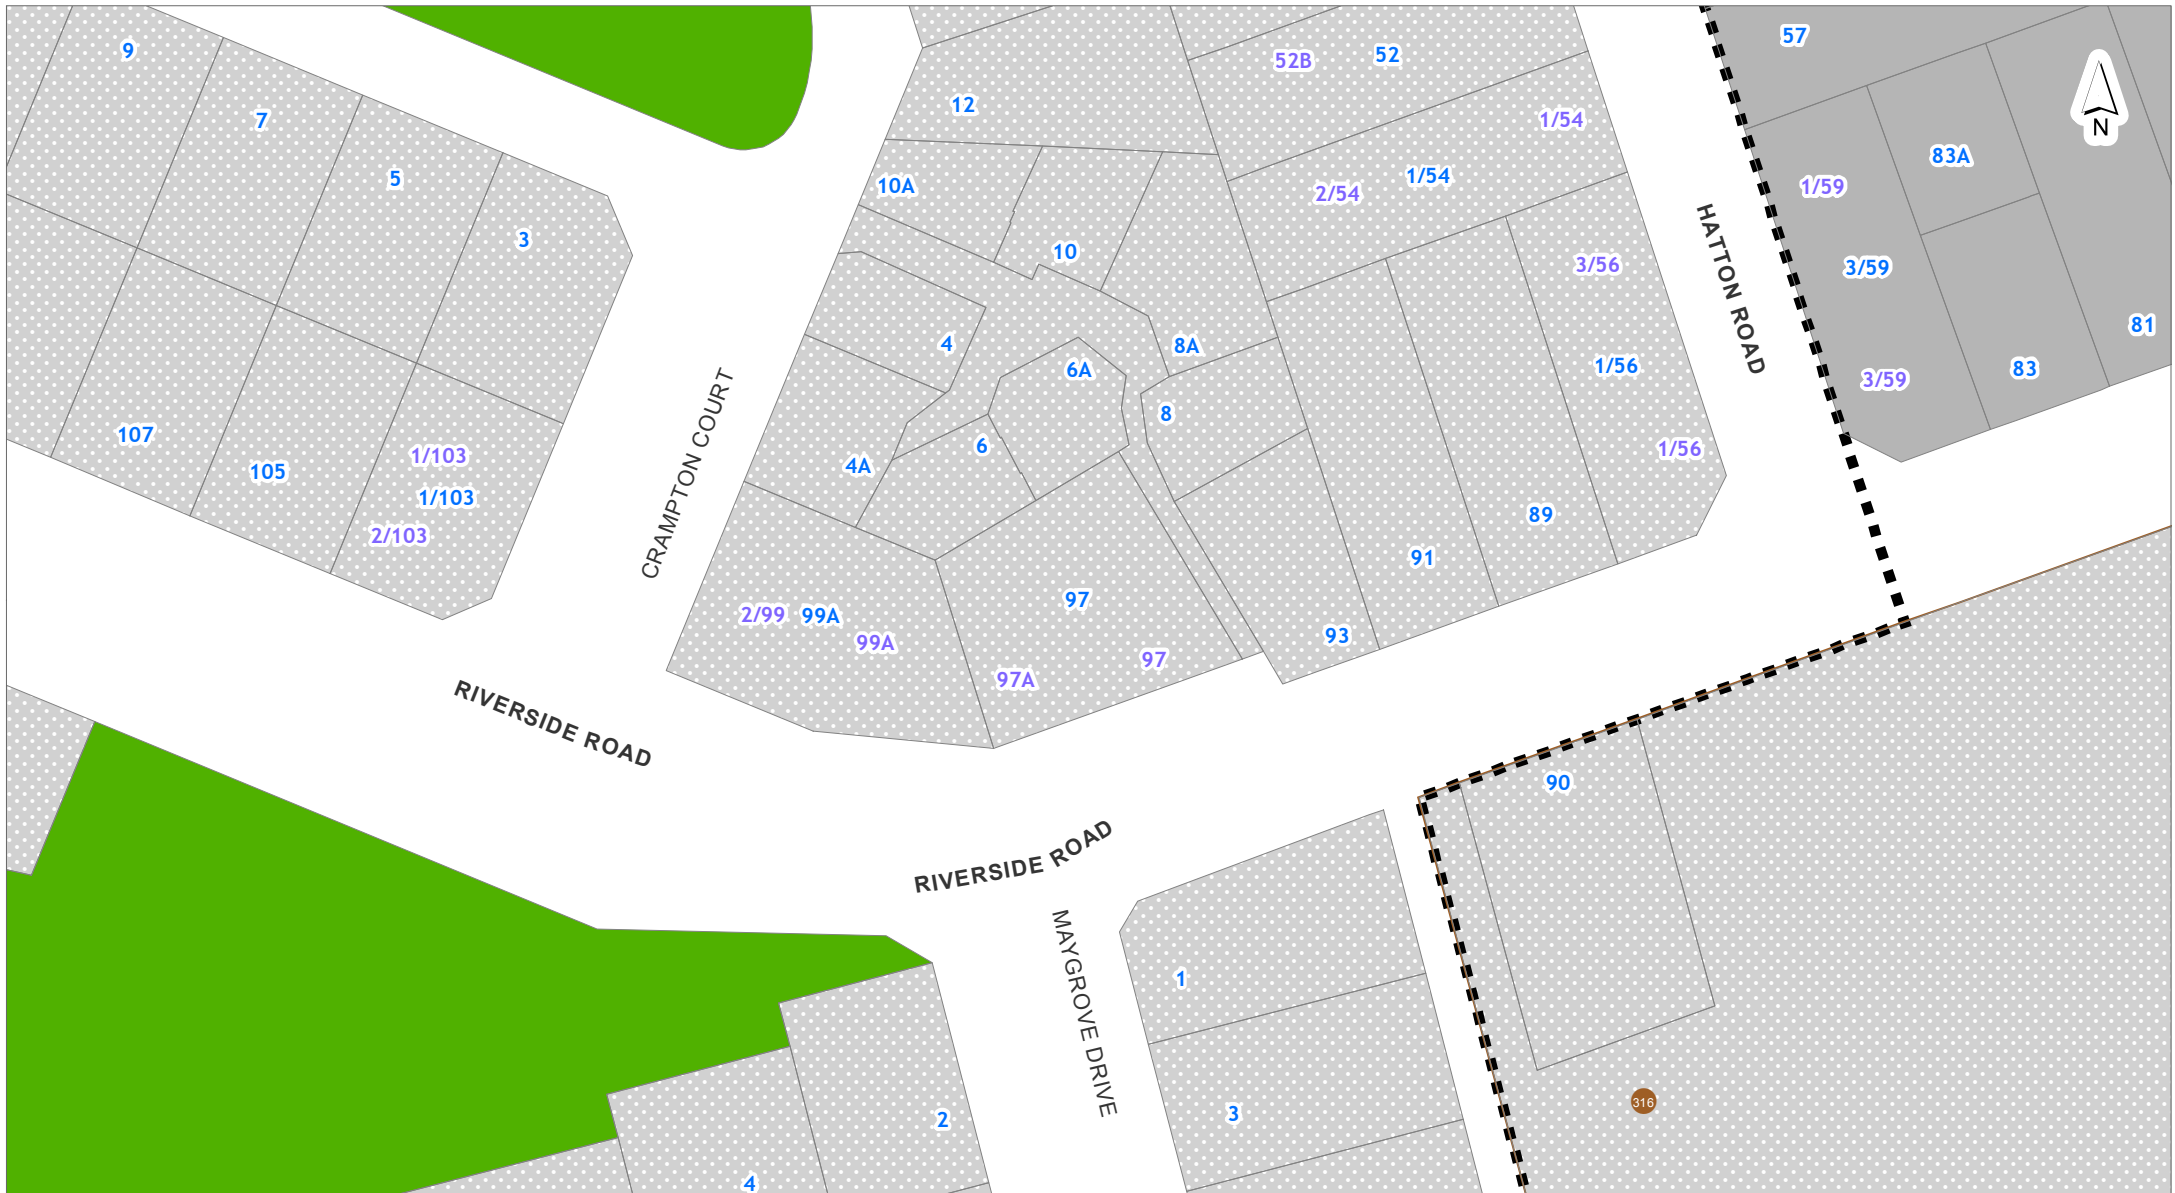 9
57
52B
52
7
12
1/54
N
83A
5
10A
1/54
2/54
1/59
3
10
3/56
3/59
HATTON ROAD
4
8A
81
6A
1/56
83
3/59
8
107
6
1/103
4A
1/56
105
1/103
CRAMPTON COURT
89
2/103
91
97
2/99
99A
99A
93
97
97A
RIVERSIDE ROAD
90
RIVERSIDE ROAD
1
MAYGROVE DRIVE
316
3
2
4